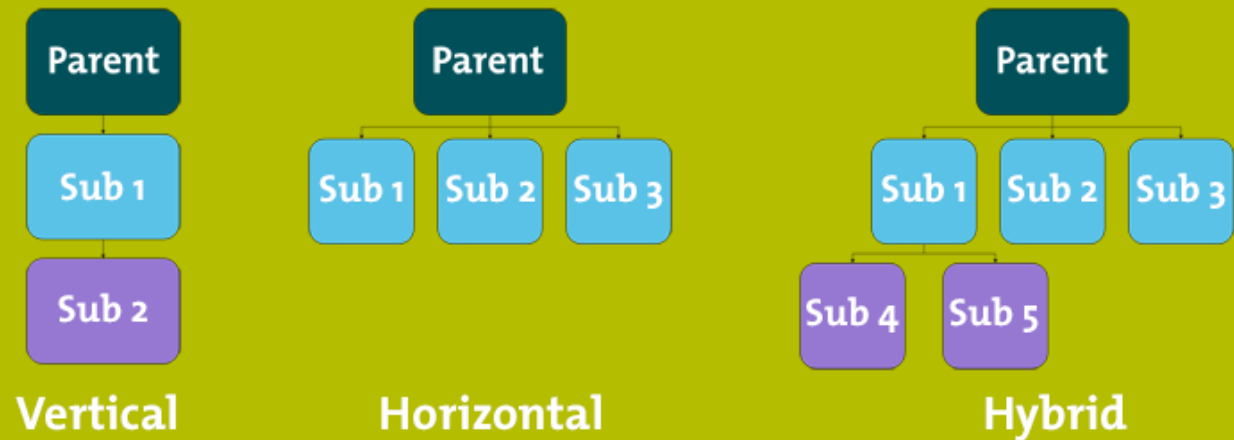 Parent
Sub 1
Sub 2
Vertical
Parent
Sub 1 Sub 2 Sub 3
Horizontal
Parent
Sub 1 Sub 2 Sub 3
Sub 4 Sub 5
Hybrid